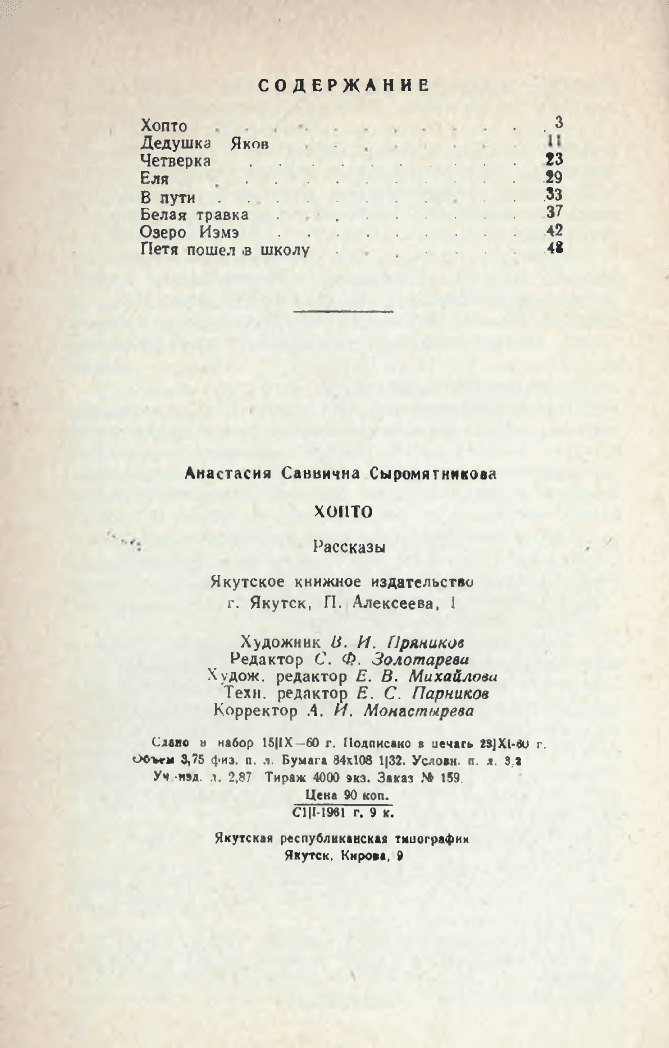 СОДЕРЖАНИЕ
Хопто . . . . . . . . . . 3
Дедушка Яков . . . . . . . 11
Четверка . . . . . . . . . 23
Еля . . . . . . . . . . 29
В пути . . . . . . . . . . 33
Белая травка . . . . . . . 37
Озеро Иэмэ . . . . . . . . 42
Петя пошел в школу . . . . . 48
Анастасия Саввична Сыромятникова
ХОПТО
Рассказы
Якутское книжное издательство
г. Якутск, П. Алексеева, 1
Художник В. И. Пряников
Редактор С. Ф. Золотарева
Худож. редактор Е. В. Михайлова
Техн. редактор Е. С. Парников
Корректор А. И. Монастырева
Сдано в набор 15|IX—60 г. Подписано в печать 23|XI-60 г.
Объем 3,75 физ. п. л. Бумага 84х108 1|32. Условн. п. л.
Уч.-изд. л. 2,87 Тираж 4000 экз. Заказ № 159.
Цена 90 коп.
С1|I-1961 г. 9 к.
Якутская республиканская типография
Якутск, Кирова, 9